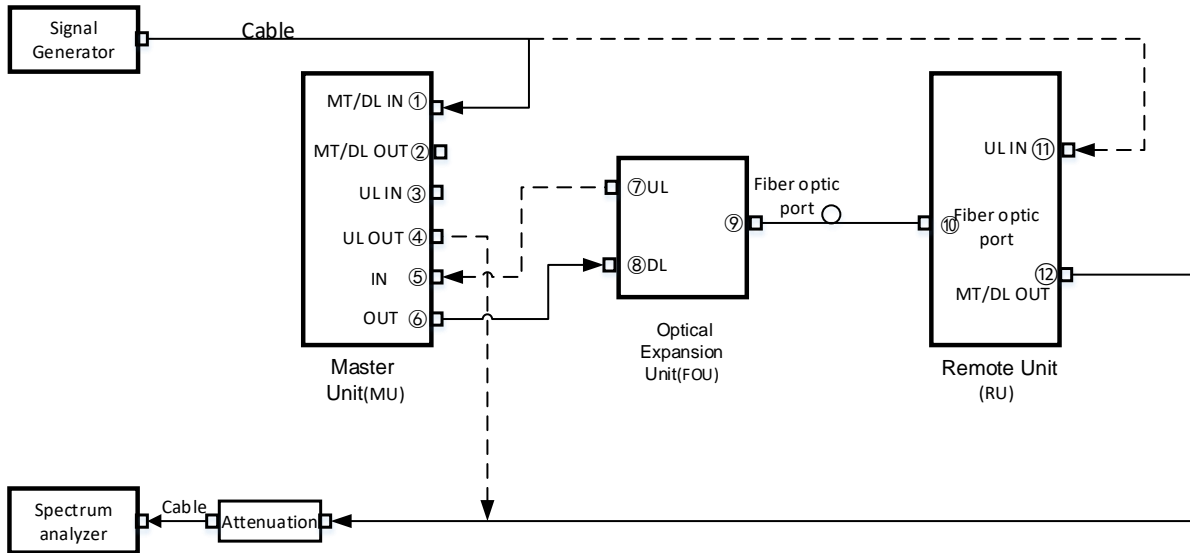 Signal
Generator
Cable
MT/DL IN ①
MT/DL OUT ②
UL IN ③
UL OUT ④
IN ⑤
OUT ⑥
Master
Unit(MU)
⑦UL
⑧DL
⑨
Optical
Expansion
Unit(FOU)
Fiber optic
port
UL IN ⑪
⑩Fiber optic
port
⑫
MT/DL OUT
Remote Unit
(RU)
Spectrum
analyzer
Cable
Attenuation